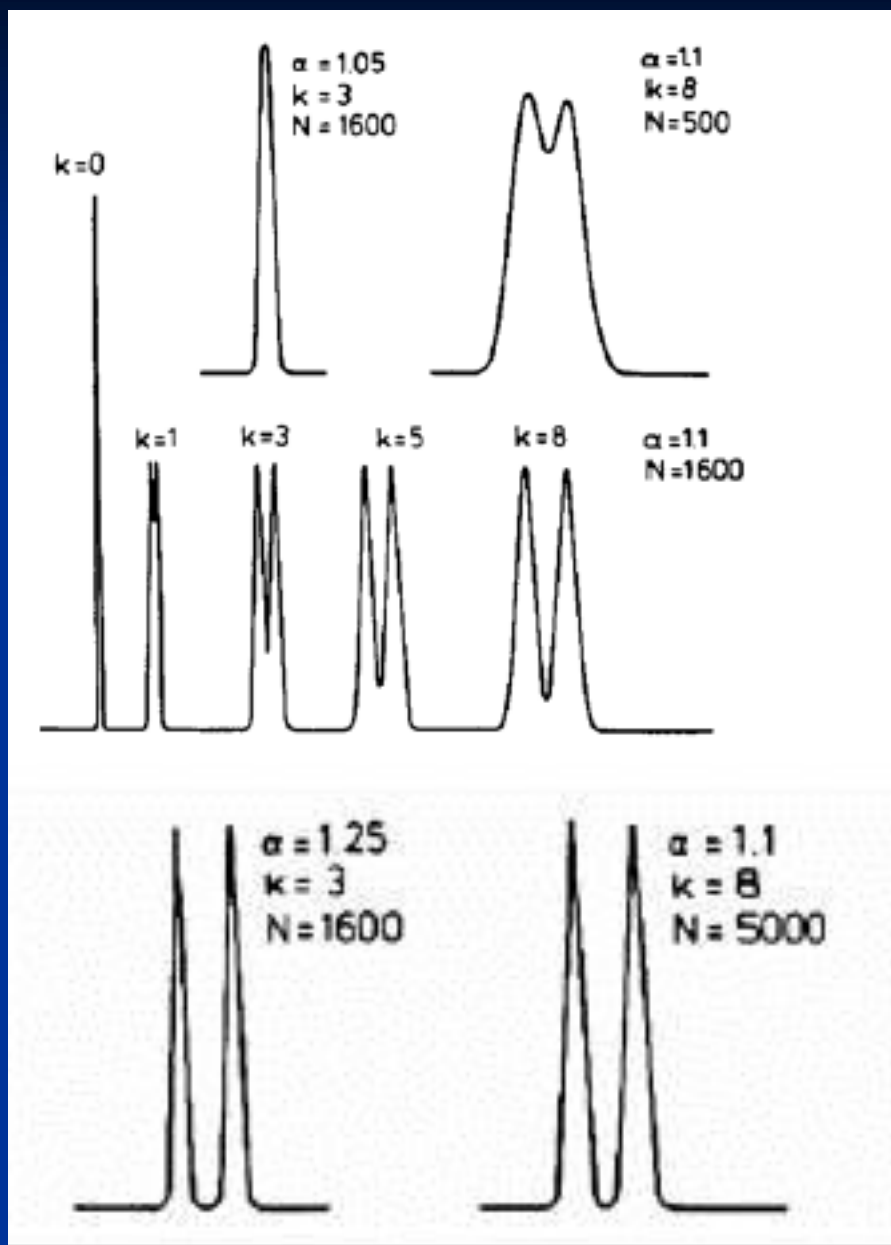 α = 1.05
k = 3
N = 1600
α = 1.1
k = 8
N = 500
k = 0
k = 1
k = 3
k = 5
k = 8
α = 1.1
N = 1600
α = 1.25
k = 3
N = 1600
α = 1.1
k = 8
N = 5000